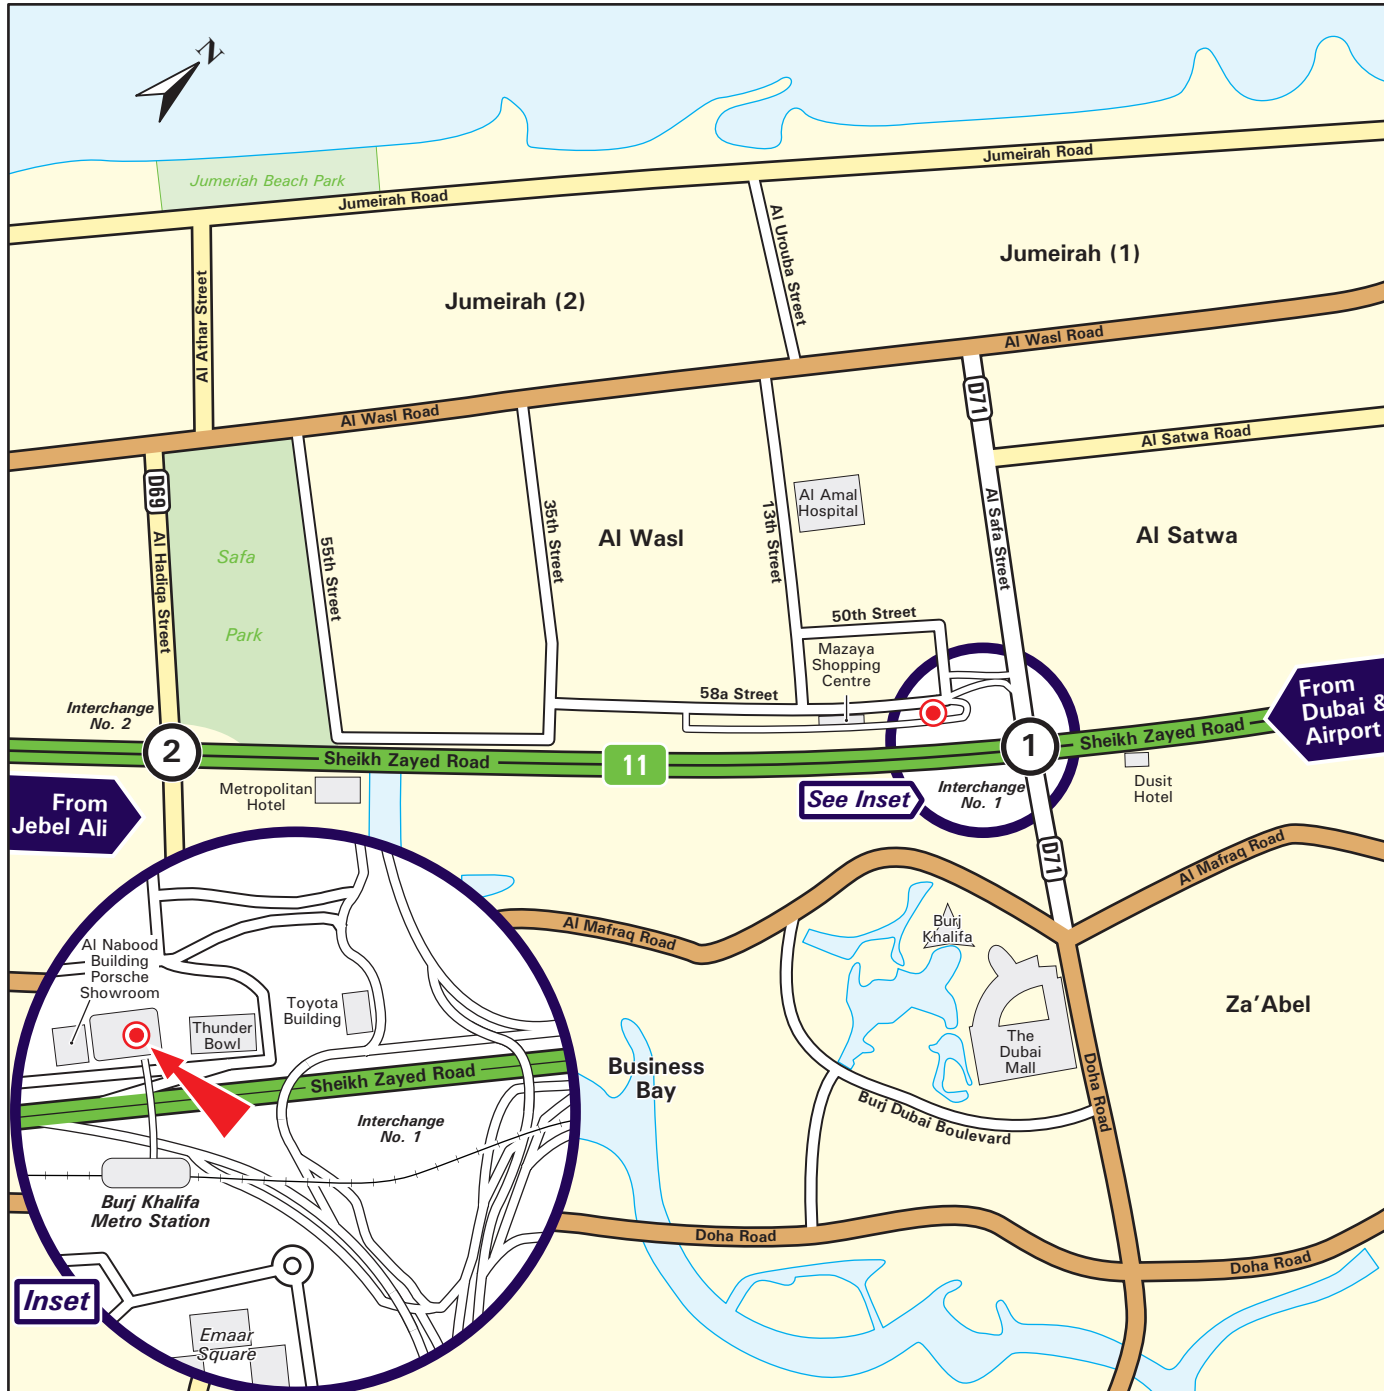 N
Jumeriah Beach Park
Jumeirah Road
Jumeirah Road
Al Athar Street
Al Urouba Street
Jumeirah (1)
Jumeirah (2)
Al Wasl Road
Al Wasl Road
D71
Al Satwa Road
D69
Al Hadiqa Street
Safa
Park
55th Street
35th Street
Al Wasl
13th Street
Al Amal
Hospital
Al Safa Street
Al Satwa
50th Street
Mazaya
Shopping
Centre
58a Street
Interchange
No. 2
2
Sheikh Zayed Road
11
1
Sheikh Zayed Road
From
Dubai &
Airport
From
Jebel Ali
Metropolitan
Hotel
See Inset
Interchange
No. 1
Dusit
Hotel
D71
Al Mafraq Road
Al Mafraq Road
Burj
Khalifa
The
Dubai
Mall
Za'Abel
Business
Bay
Burj Dubai Boulevard
Doha Road
Doha Road
Doha Road
Al Nabood
Building
Porsche
Showroom
Thunder
Bowl
Toyota
Building
Sheikh Zayed Road
Interchange
No. 1
Burj Khalifa
Metro Station
Inset
Emaar
Square